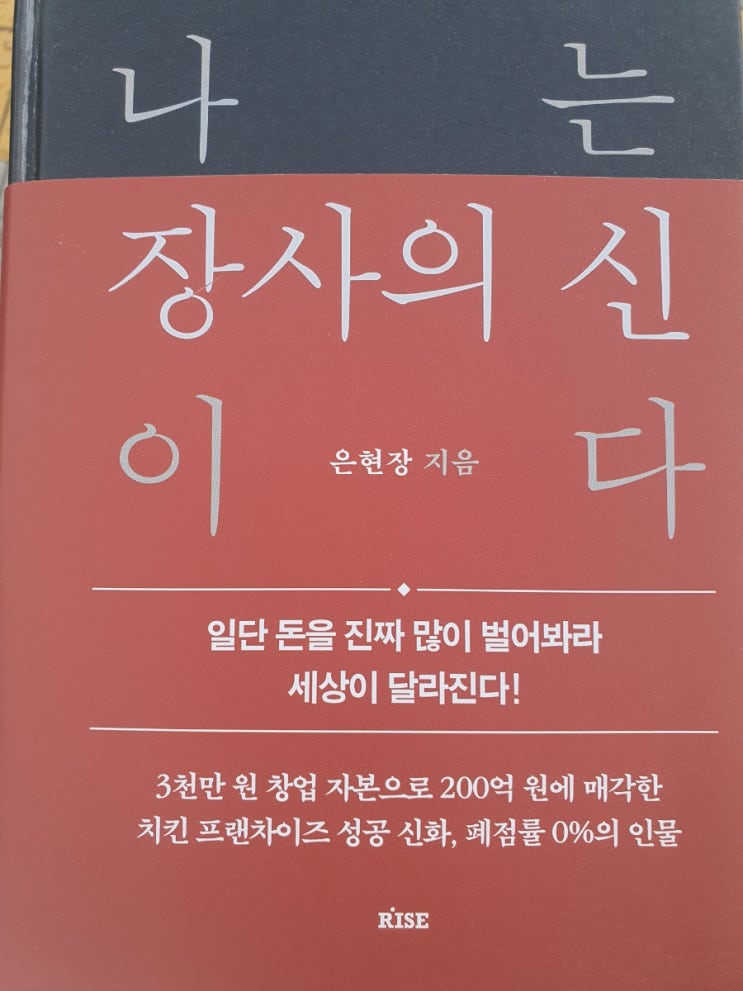 나는
장사의 신
이다
은현장 지음
일단 돈을 진짜 많이 벌어봐라
세상이 달라진다!
3천만 원 창업 자본으로 200억 원에 매각한
치킨 프랜차이즈 성공 신화, 폐점률 0%의 인물
RISE